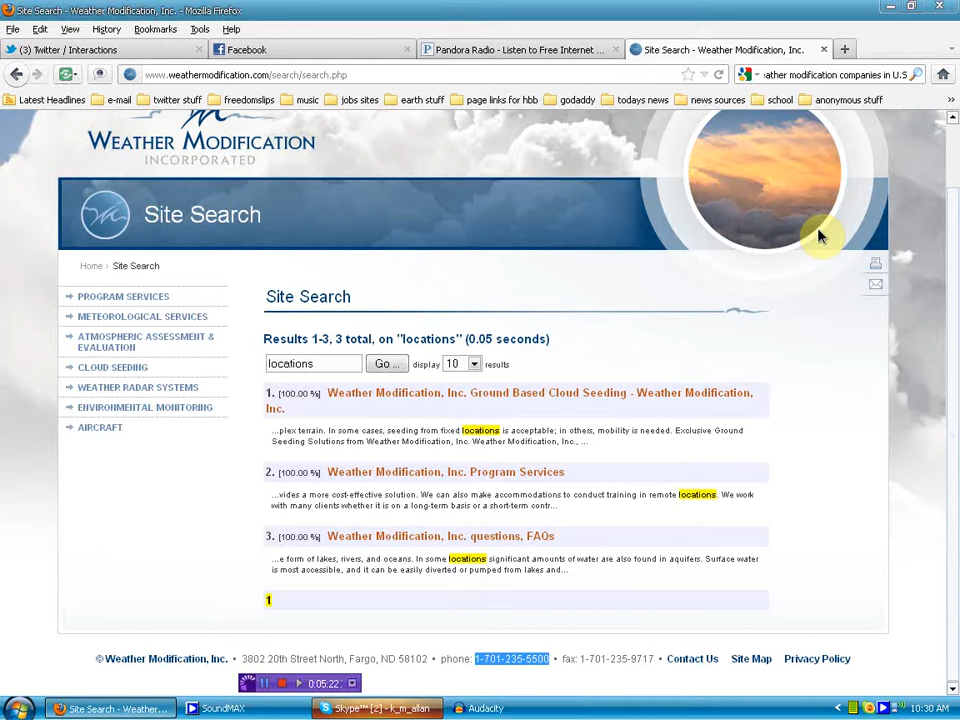 Site Search - Weather Modification, Inc. - Mozilla Firefox
File Edit View History Bookmarks Tools Help
(3) Twitter / Interactions × Facebook × Pandora Radio - Listen to Free Internet ... × Site Search - Weather Modification, Inc. × +
www.weathermodification.com/search/search.php
ather modification companies in U.S
Latest Headlines e-mail twitter stuff freedomslips music jobs sites earth stuff page links for hbb godaddy todays news news sources school anonymous stuff »
WEATHER MODIFICATION
INCORPORATED
Site Search
Home › Site Search
PROGRAM SERVICES
METEOROLOGICAL SERVICES
ATMOSPHERIC ASSESSMENT &
EVALUATION
CLOUD SEEDING
WEATHER RADAR SYSTEMS
ENVIRONMENTAL MONITORING
AIRCRAFT
Site Search
Results 1-3, 3 total, on "locations" (0.05 seconds)
locations Go ... display 10 results
1. [100.00 %] Weather Modification, Inc. Ground Based Cloud Seeding - Weather Modification,
Inc.
...plex terrain. In some cases, seeding from fixed locations is acceptable; in others, mobility is needed. Exclusive Ground
Seeding Solutions from Weather Modification, Inc. Weather Modification, Inc., ...
2. [100.00 %] Weather Modification, Inc. Program Services
...vides a more cost-effective solution. We can also make accommodations to conduct training in remote locations. We work
with many clients whether it is on a long-term basis or a short-term contr...
3. [100.00 %] Weather Modification, Inc. questions, FAQs
...e form of lakes, rivers, and oceans. In some locations significant amounts of water are also found in aquifers. Surface water
is most accessible, and it can be easily diverted or pumped from lakes and...
1
©Weather Modification, Inc. • 3802 20th Street North, Fargo, ND 58102 • phone: 1-701-235-5500 • fax: 1-701-235-9717 • Contact Us Site Map Privacy Policy
0:05:22
Site Search - Weather... SoundMAX Skype™ [2] - k_m_allan Audacity 10:30 AM